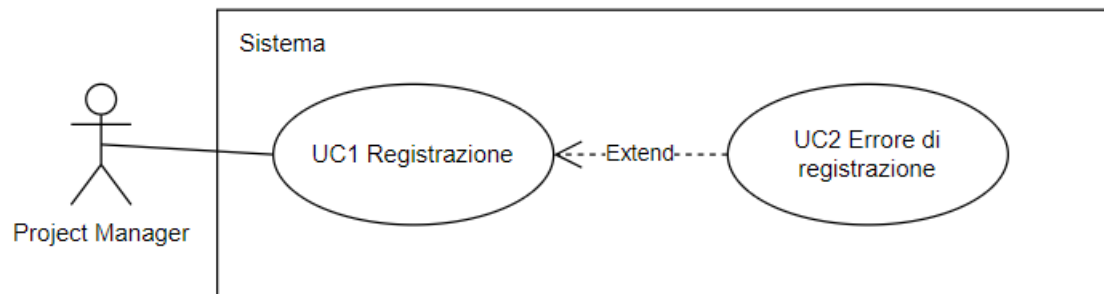 Sistema
UC1 Registrazione
Extend
UC2 Errore di
registrazione
Project Manager